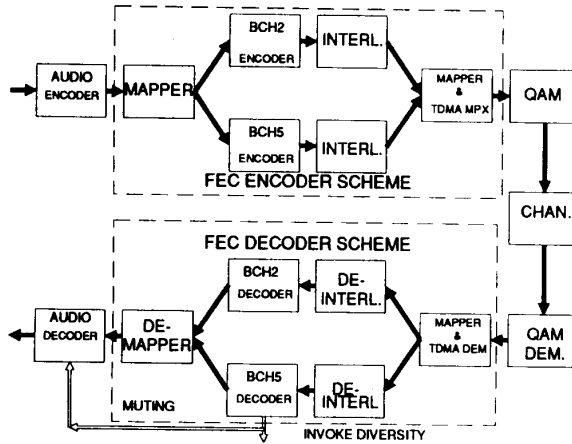 AUDIO
ENCODER
MAPPER
BCH2
ENCODER
INTERL.
BCH5
ENCODER
INTERL.
MAPPER
&
TDMA MPX
QAM
FEC ENCODER SCHEME
CHAN.
FEC DECODER SCHEME
AUDIO
DECODER
DE-
MAPPER
BCH2
DECODER
DE-
INTERL.
BCH5
DECODER
DE-
INTERL
MAPPER
&
TDMA DEM
QAM
DEM.
MUTING
INVOKE DIVERSITY